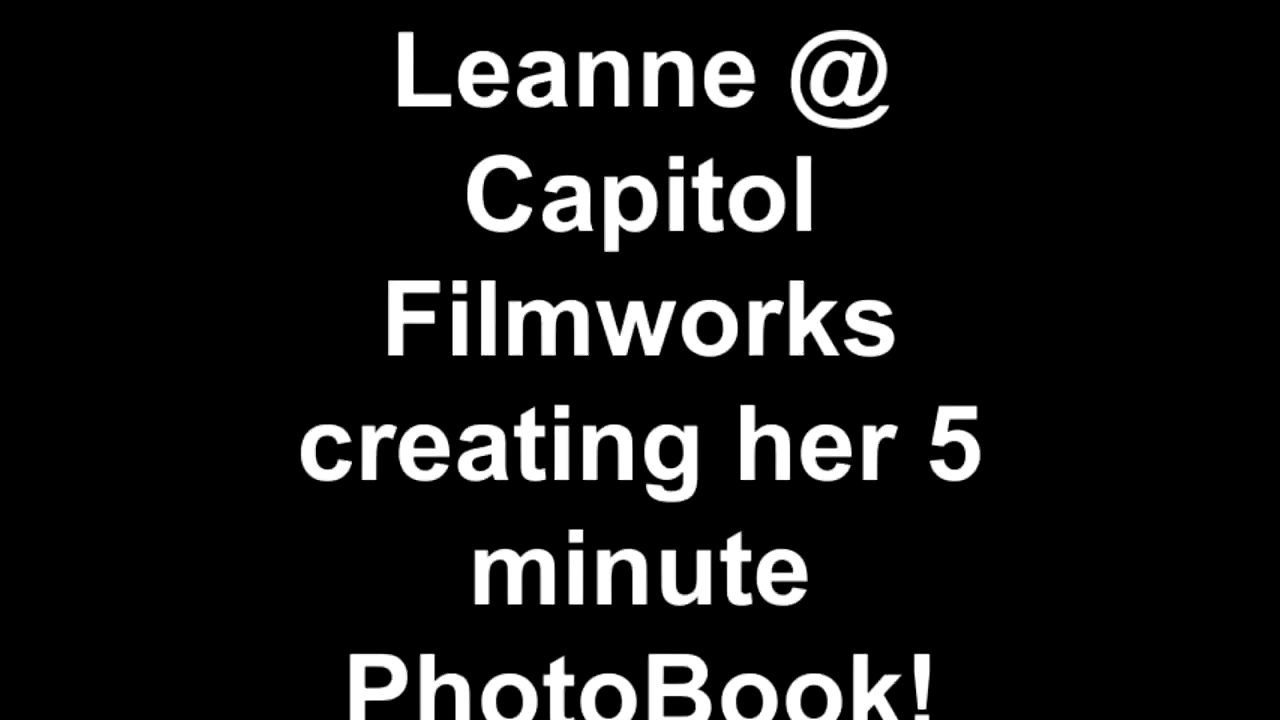 Leanne @
Capitol
Filmworks
creating her 5
minute
PhotoBook!